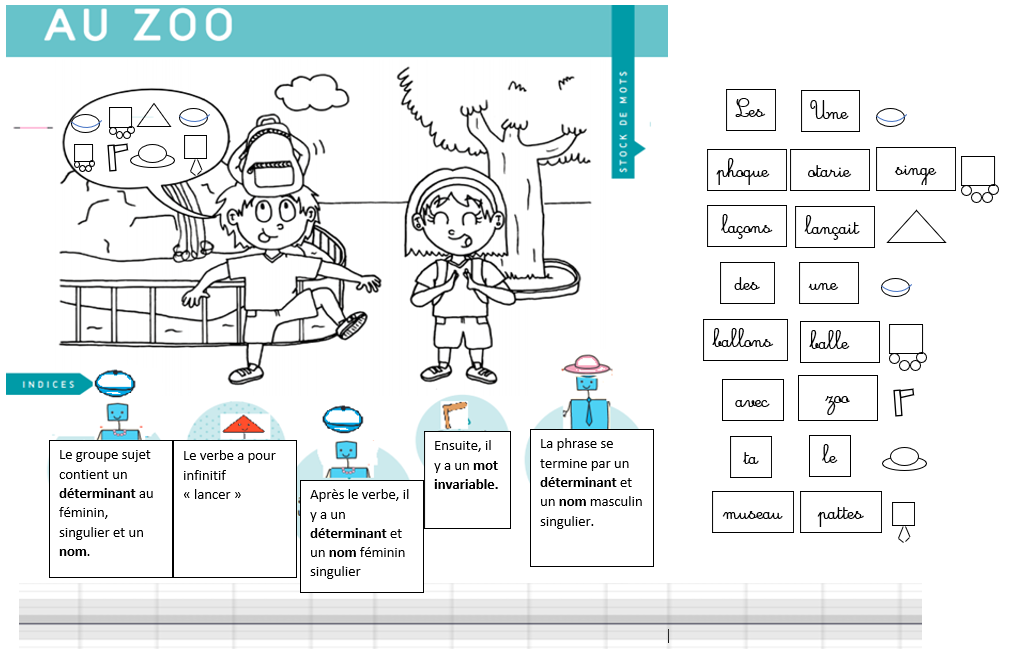 AU ZOO
STOCK DE MOTS
Les
Une
phoque
otarie
singe
laçons
lançait
des
une
ballons
balle
avec
zoo
ta
le
museau
pattes
INDICES
Le groupe sujet
contient un
déterminant au
féminin,
singulier et un
nom.
Le verbe a pour
infinitif
« lancer »
Après le verbe, il
y a un
déterminant et
un nom féminin
singulier
Ensuite, il
y a un mot
invariable.
La phrase se
termine par un
déterminant et
un nom masculin
singulier.